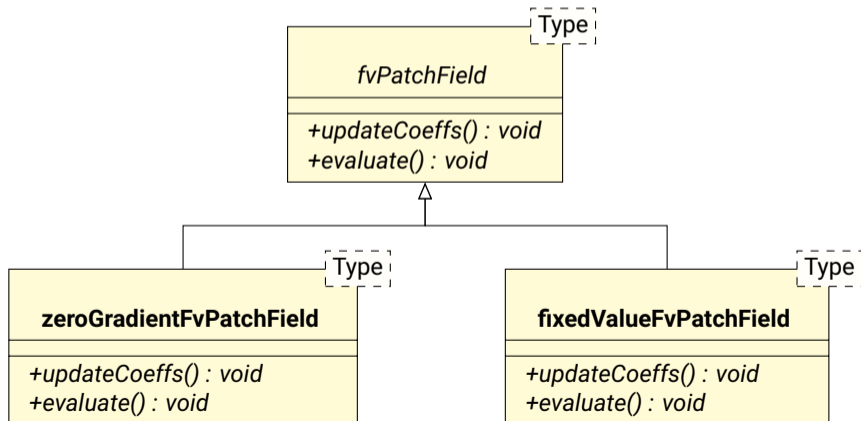 Type
fvPatchField
+updateCoeffs() : void
+evaluate() : void
Type
zeroGradientFvPatchField
+updateCoeffs() : void
+evaluate() : void
Type
fixedValueFvPatchField
+updateCoeffs() : void
+evaluate() : void